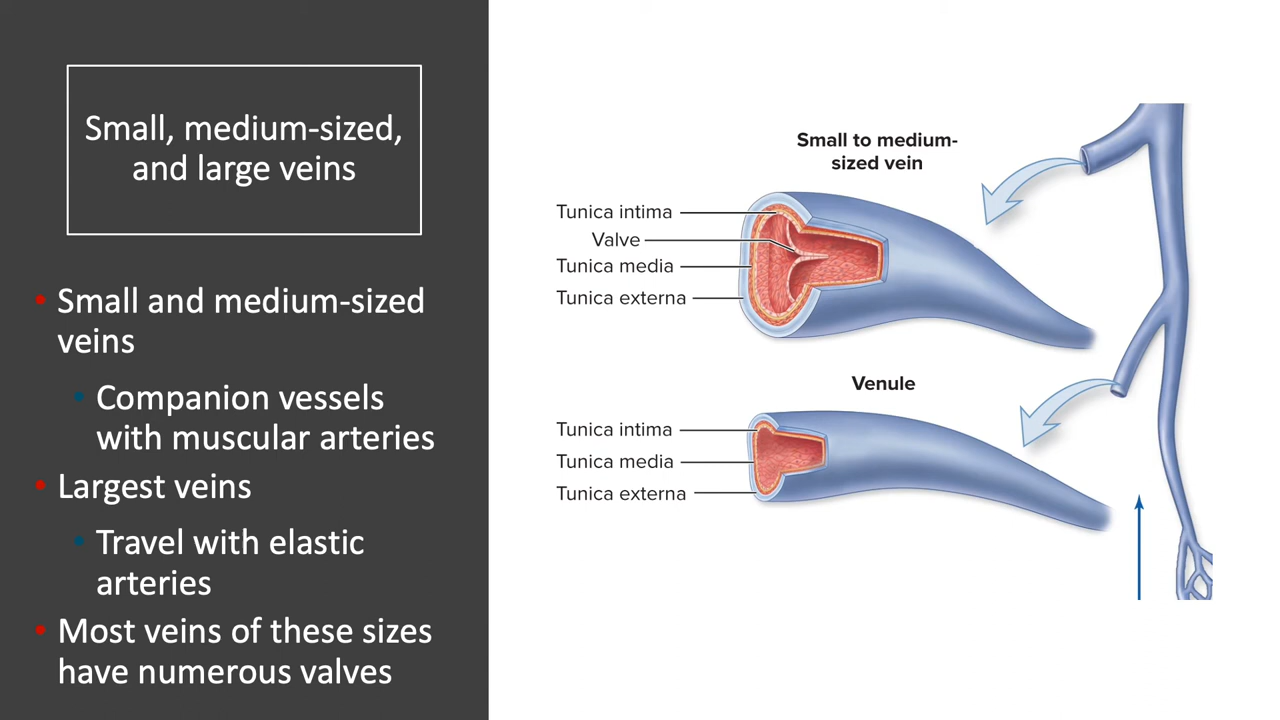 Small, medium-sized,
and large veins
• Small and medium-sized
veins
• Companion vessels
with muscular arteries
• Largest veins
• Travel with elastic
arteries
• Most veins of these sizes
have numerous valves
Small to medium-
sized vein
Tunica intima
Valve
Tunica media
Tunica externa
Venule
Tunica intima
Tunica media
Tunica externa